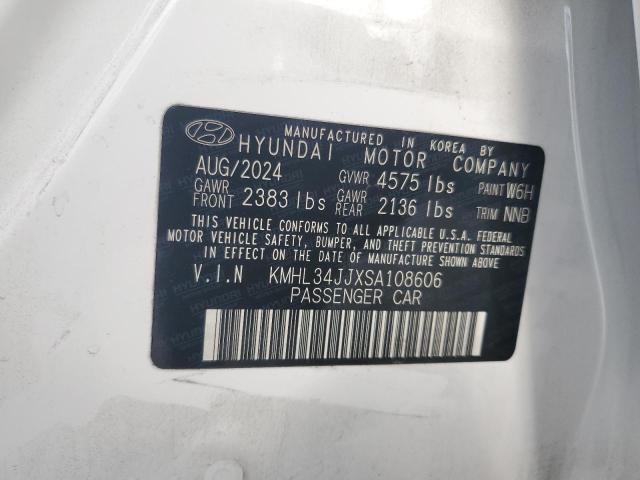 MANUFACTURED IN KOREA BY
HYUNDAI MOTOR COMPANY
AUG/2024 GVWR 4575 lbs PAINT W6H
GAWR FRONT 2383 lbs GAWR REAR 2136 lbs TRIM NNB
THIS VEHICLE CONFORMS TO ALL APPLICABLE U.S.A. FEDERAL
MOTOR VEHICLE SAFETY, BUMPER, AND THEFT PREVENTION STANDARDS
IN EFFECT ON THE DATE OF MANUFACTURE SHOWN ABOVE
V.I.N KMHL34JJXSA108606
PASSENGER CAR